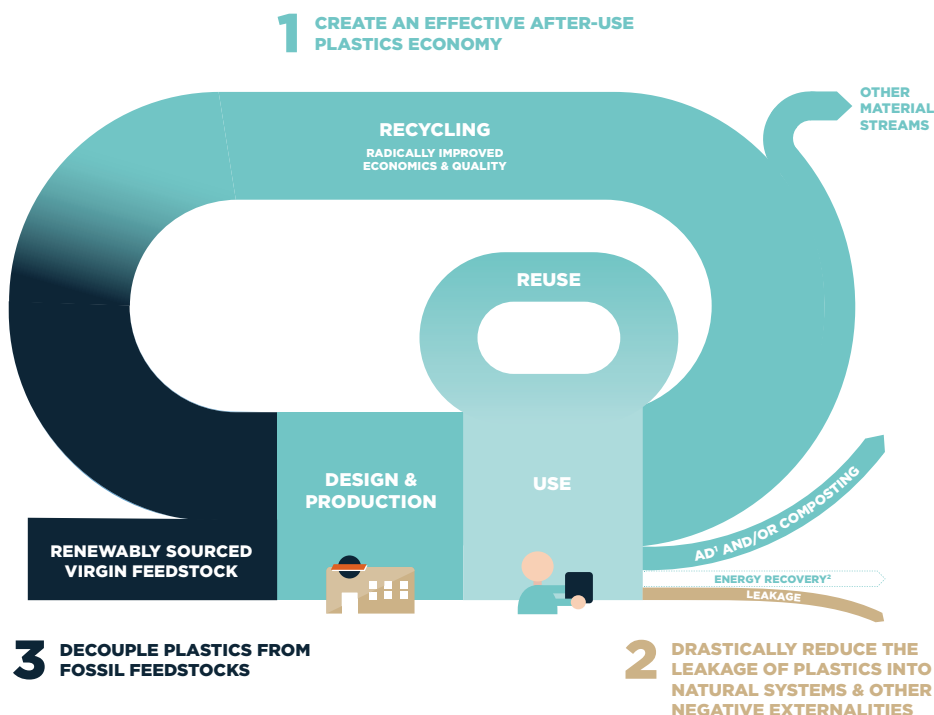 1 CREATE AN EFFECTIVE AFTER-USE
PLASTICS ECONOMY
OTHER
MATERIAL
STREAMS
RECYCLING
RADICALLY IMPROVED
ECONOMICS & QUALITY
REUSE
DESIGN &
PRODUCTION
USE
AD¹ AND/OR COMPOSTING
RENEWABLY SOURCED
VIRGIN FEEDSTOCK
ENERGY RECOVERY²
LEAKAGE
3 DECOUPLE PLASTICS FROM
FOSSIL FEEDSTOCKS
2 DRASTICALLY REDUCE THE
LEAKAGE OF PLASTICS INTO
NATURAL SYSTEMS & OTHER
NEGATIVE EXTERNALITIES